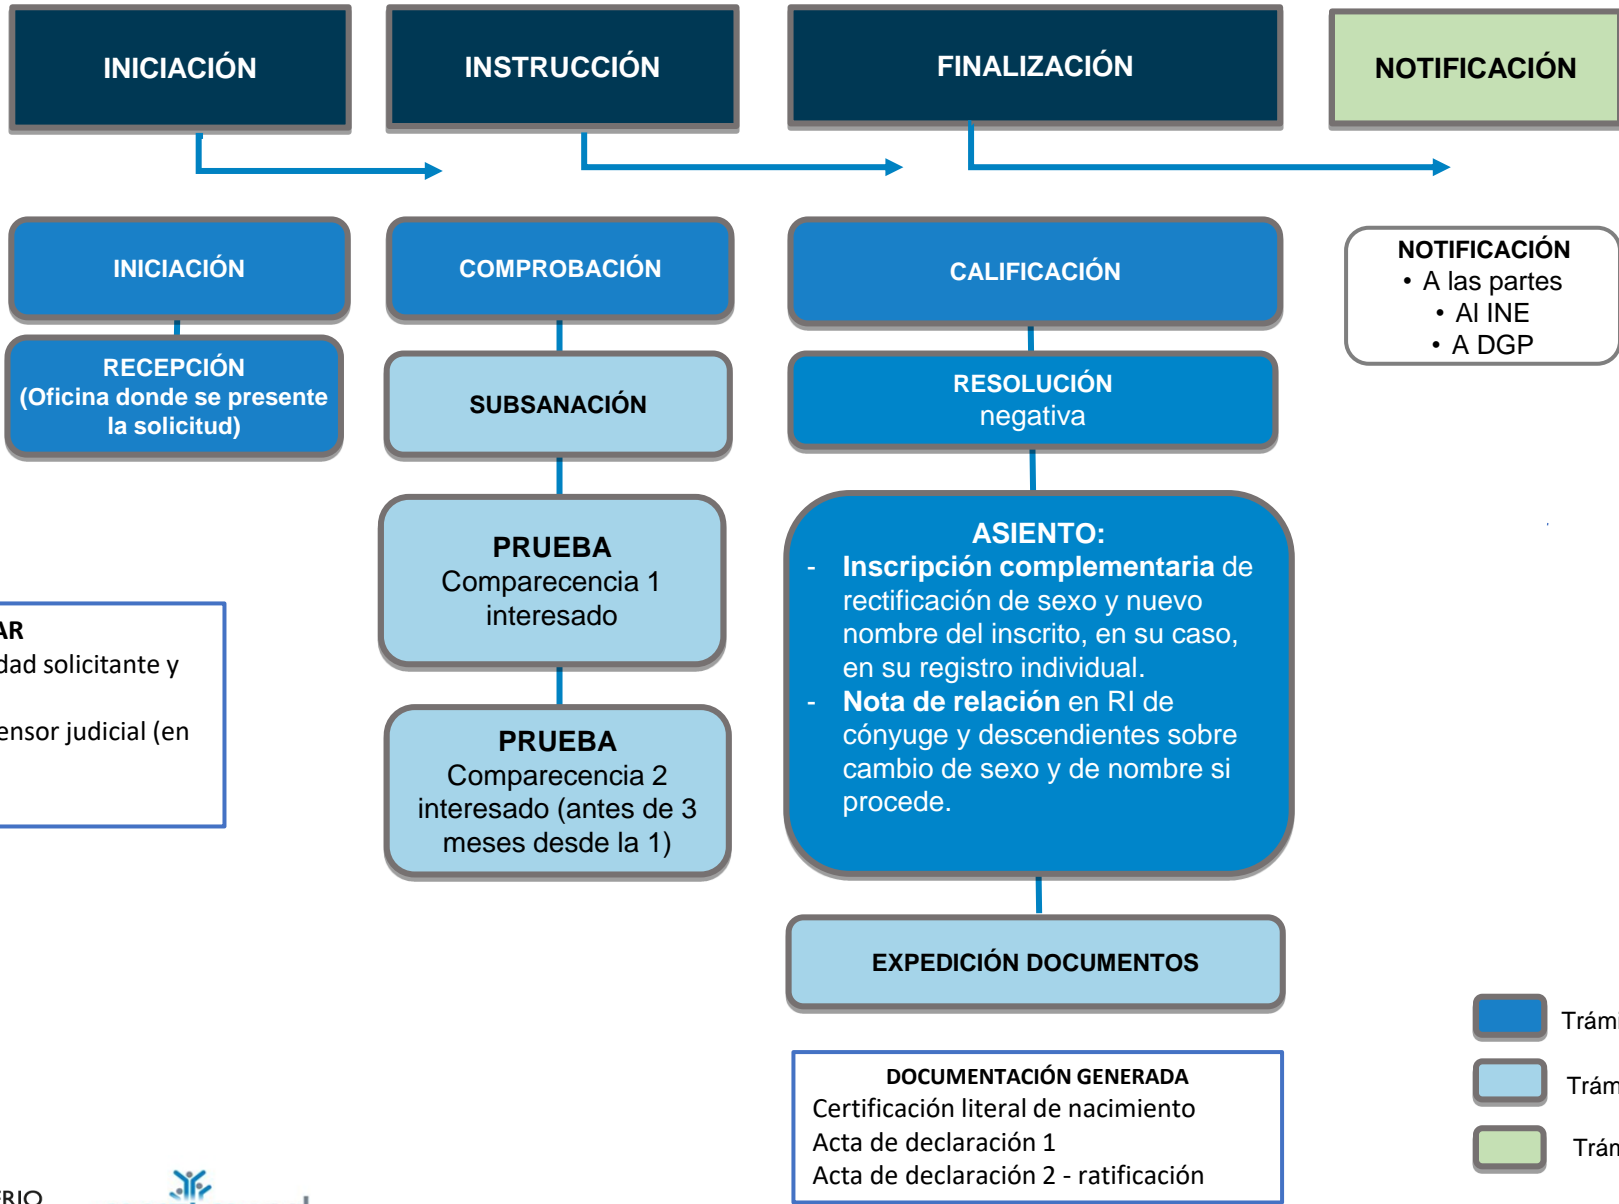 INICIACIÓN
INSTRUCCIÓN
FINALIZACIÓN
NOTIFICACIÓN
INICIACIÓN
RECEPCIÓN
(Oficina donde se presente
la solicitud)
COMPROBACIÓN
SUBSANACIÓN
PRUEBA
Comparecencia 1
interesado
PRUEBA
Comparecencia 2
interesado (antes de 3
meses desde la 1)
CALIFICACIÓN
RESOLUCIÓN
negativa
ASIENTO:
- Inscripción complementaria de
rectificación de sexo y nuevo
nombre del inscrito, en su caso,
en su registro individual.
- Nota de relación en RI de
cónyuge y descendientes sobre
cambio de sexo y de nombre si
procede.
EXPEDICIÓN DOCUMENTOS
DOCUMENTACIÓN GENERADA
Certificación literal de nacimiento
Acta de declaración 1
Acta de declaración 2 - ratificación
NOTIFICACIÓN
• A las partes
• Al INE
• A DGP
AR
dad solicitante y
ensor judicial (en
Trámi
Trám
Trán
ERIO